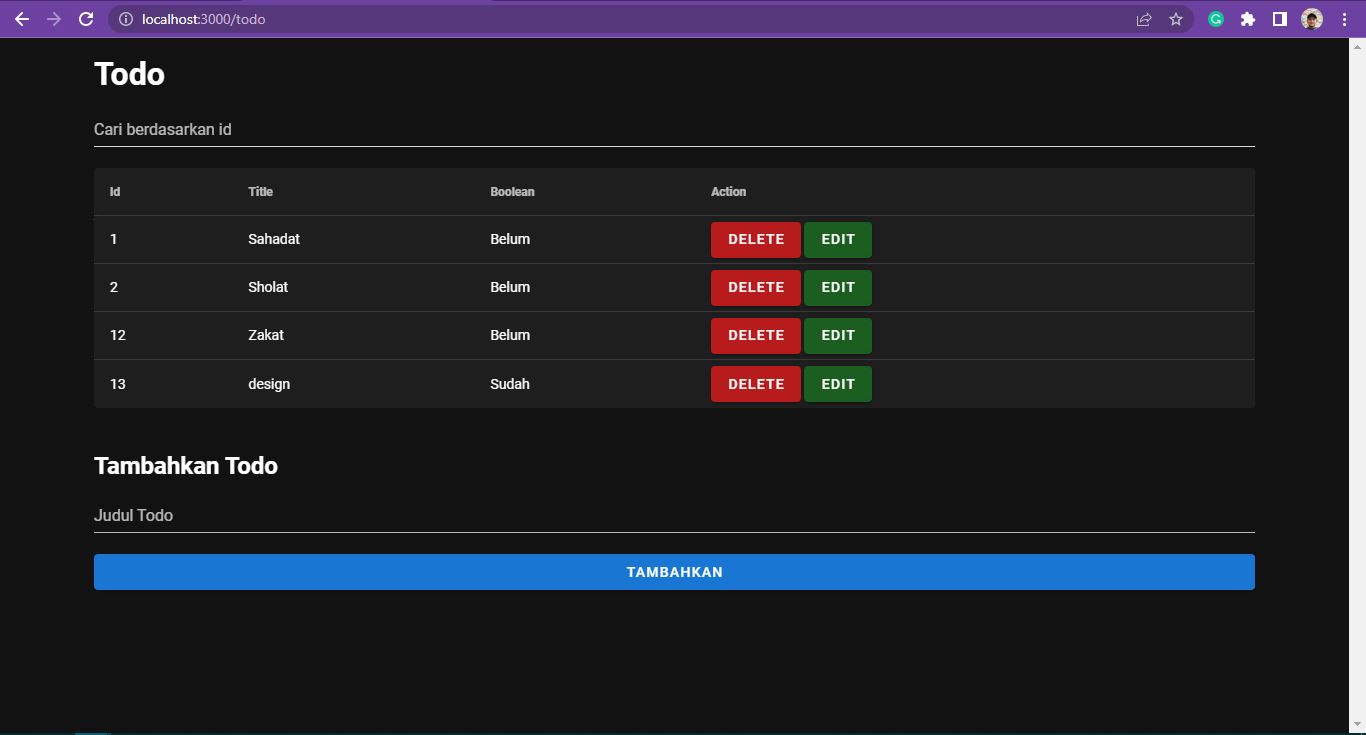 localhost:3000/todo
Todo
Cari berdasarkan id
Id Title Boolean Action
1 Sahadat Belum DELETE EDIT
2 Sholat Belum DELETE EDIT
12 Zakat Belum DELETE EDIT
13 design Sudah DELETE EDIT
Tambahkan Todo
Judul Todo
TAMBAHKAN